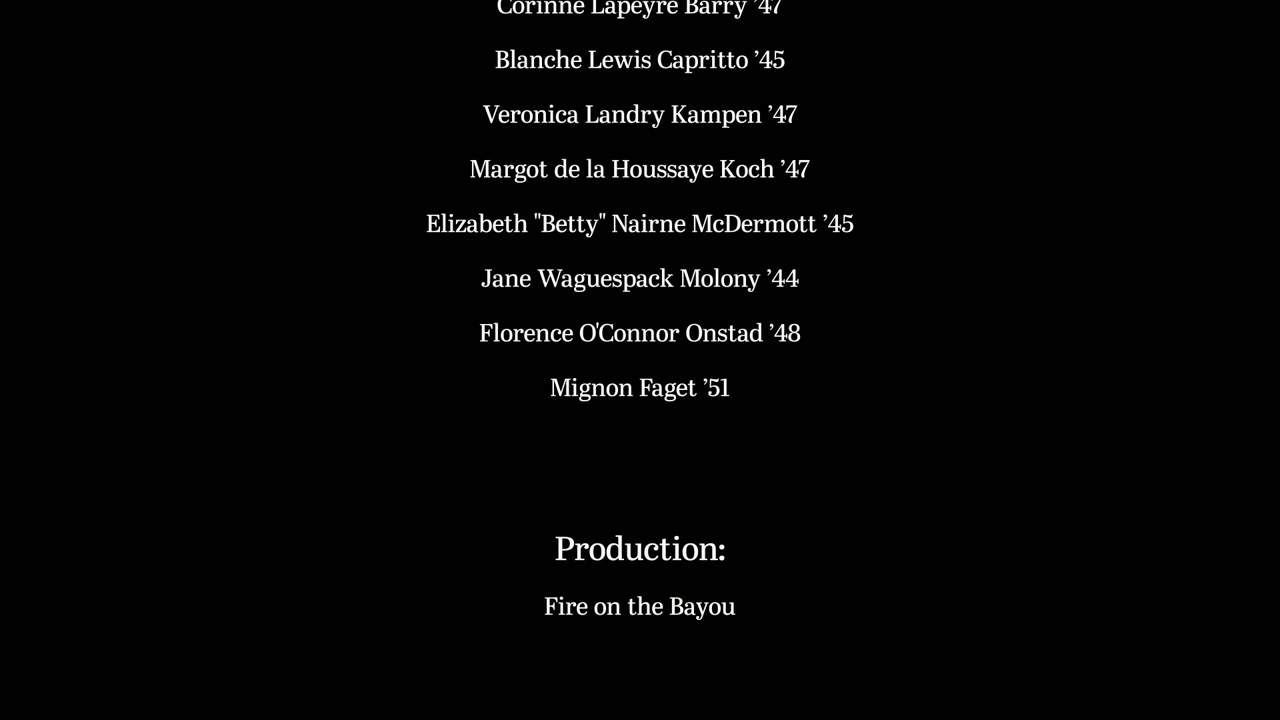 Corinne Lapeyre Barry ’47
Blanche Lewis Capritto ’45
Veronica Landry Kampen ’47
Margot de la Houssaye Koch ’47
Elizabeth "Betty" Nairne McDermott ’45
Jane Waguespack Molony ’44
Florence O'Connor Onstad ’48
Mignon Faget ’51
Production:
Fire on the Bayou